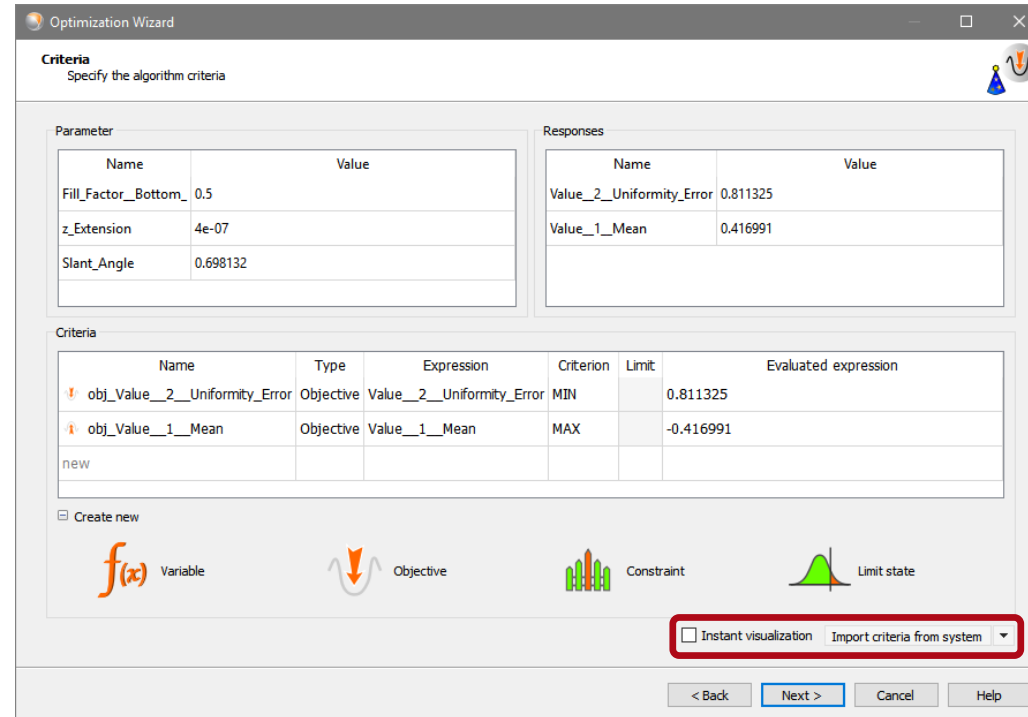 Optimization Wizard
Criteria
Specify the algorithm criteria
Parameter
Name Value
Fill_Factor__Bottom_ 0.5
z_Extension 4e-07
Slant_Angle 0.698132
Responses
Name Value
Value__2__Uniformity_Error 0.811325
Value__1__Mean 0.416991
Criteria
Name Type Expression Criterion Limit Evaluated expression
obj_Value__2__Uniformity_Error Objective Value__2__Uniformity_Error MIN 0.811325
obj_Value__1__Mean Objective Value__1__Mean MAX -0.416991
new
Create new
f(x) Variable Objective Constraint Limit state
Instant visualization Import criteria from system
< Back Next > Cancel Help